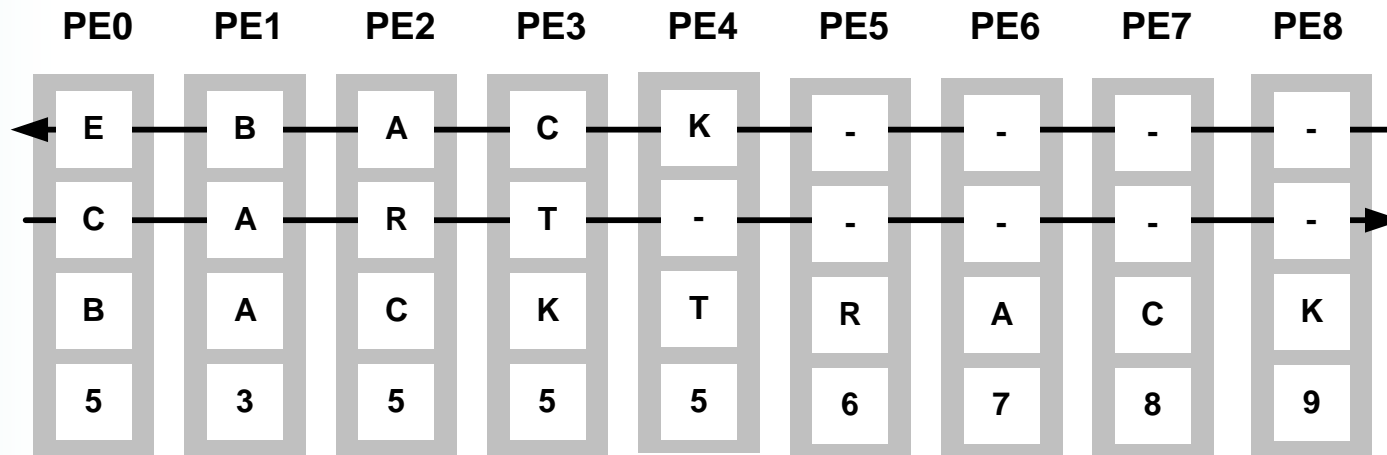 PE0 PE1 PE2 PE3 PE4 PE5 PE6 PE7 PE8
E B A C K - - - -
C A R T - - - - -
B A C K T R A C K
5 3 5 5 5 6 7 8 9